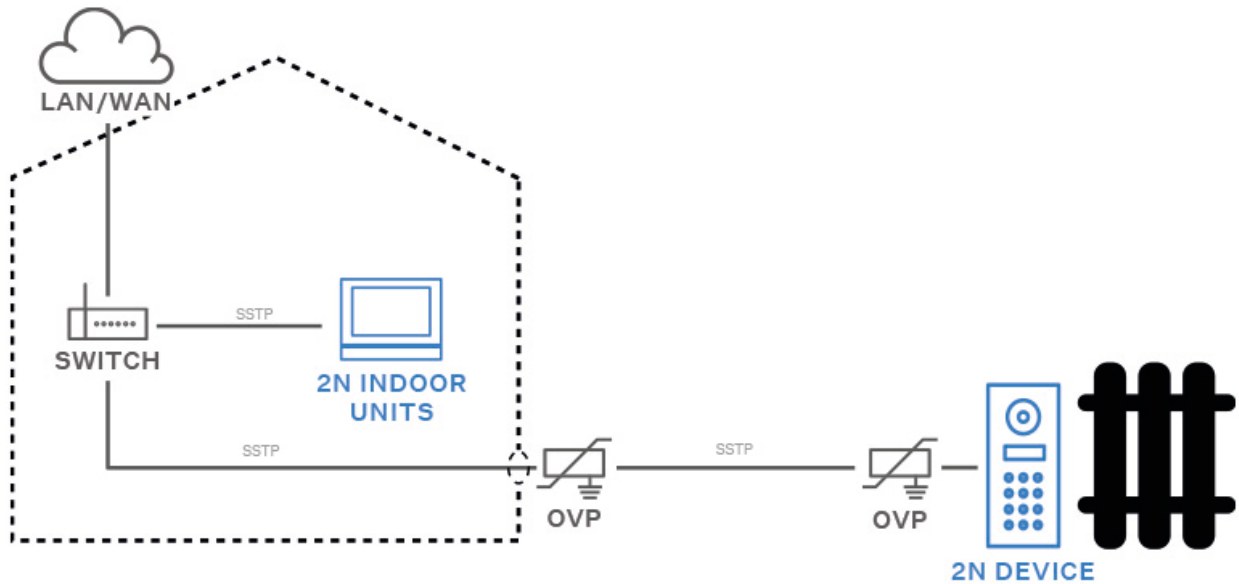 LAN/WAN
SSTP
SWITCH
2N INDOOR
UNITS
SSTP
SSTP
OVP
OVP
2N DEVICE